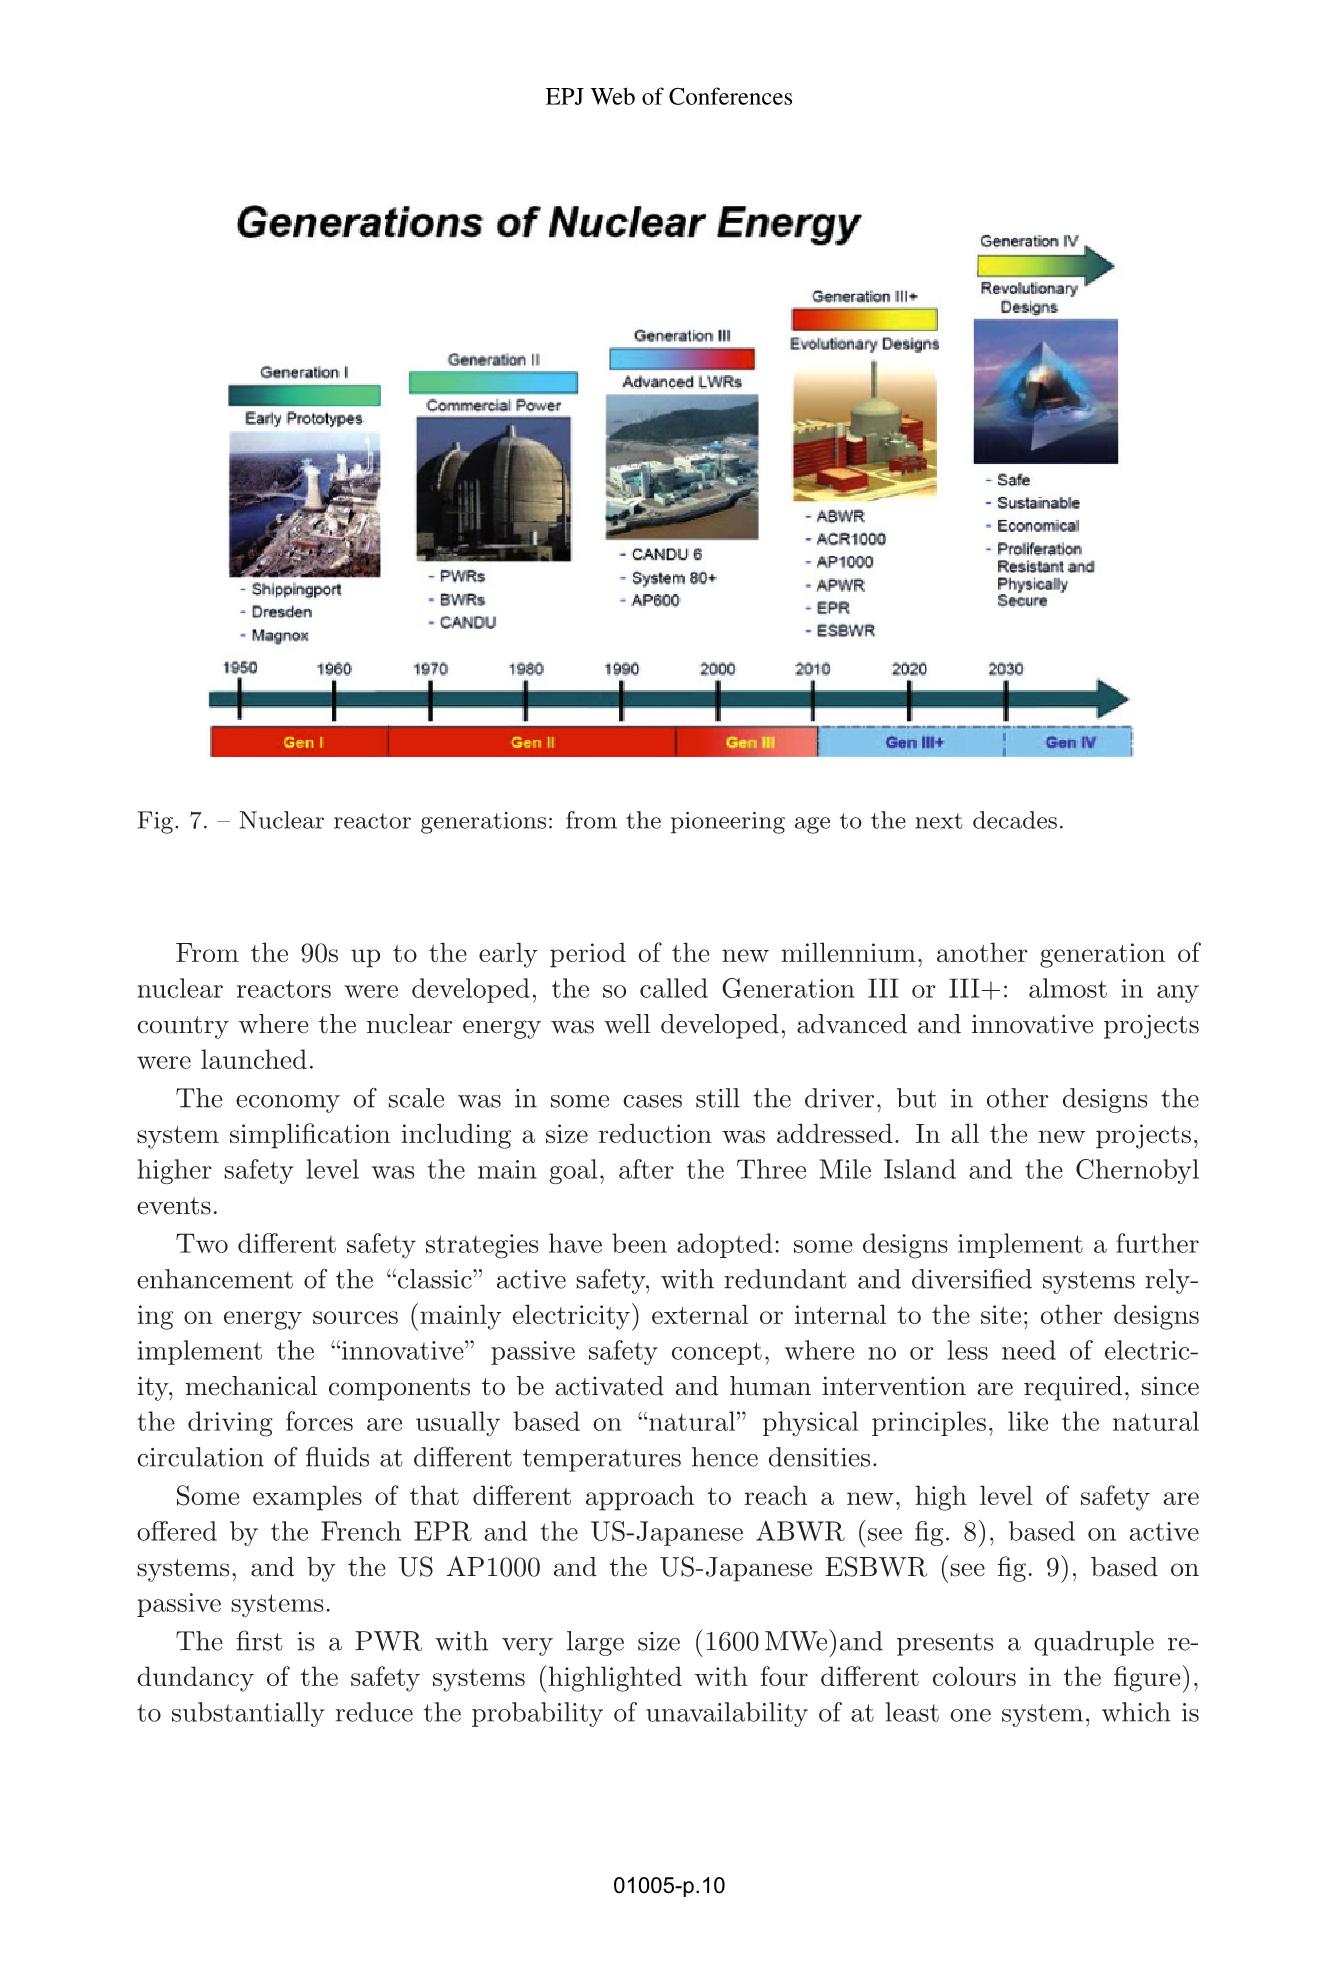 EPJ Web of Conferences
Generations of Nuclear Energy
Generation I
Early Prototypes
- Shippingport
- Dresden
- Magnox
Generation II
Commercial Power
- PWRs
- BWRs
- CANDU
Generation III
Advanced LWRs
- CANDU 6
- System 80+
- AP600
Generation III+
Evolutionary Designs
- ABWR
- ACR1000
- AP1000
- APWR
- EPR
- ESBWR
Generation IV
Revolutionary
Designs
- Safe
- Sustainable
- Economical
- Proliferation
Resistant and
Physically
Secure
1950 1960 1970 1980 1990 2000 2010 2020 2030
Gen I Gen II Gen III Gen III+ Gen IV
Fig. 7. – Nuclear reactor generations: from the pioneering age to the next decades.
From the 90s up to the early period of the new millennium, another generation of
nuclear reactors were developed, the so called Generation III or III+: almost in any
country where the nuclear energy was well developed, advanced and innovative projects
were launched.
The economy of scale was in some cases still the driver, but in other designs the
system simplification including a size reduction was addressed. In all the new projects,
higher safety level was the main goal, after the Three Mile Island and the Chernobyl
events.
Two different safety strategies have been adopted: some designs implement a further
enhancement of the “classic” active safety, with redundant and diversified systems rely-
ing on energy sources (mainly electricity) external or internal to the site; other designs
implement the “innovative” passive safety concept, where no or less need of electric-
ity, mechanical components to be activated and human intervention are required, since
the driving forces are usually based on “natural” physical principles, like the natural
circulation of fluids at different temperatures hence densities.
Some examples of that different approach to reach a new, high level of safety are
offered by the French EPR and the US-Japanese ABWR (see fig. 8), based on active
systems, and by the US AP1000 and the US-Japanese ESBWR (see fig. 9), based on
passive systems.
The first is a PWR with very large size (1600 MWe)and presents a quadruple re-
dundancy of the safety systems (highlighted with four different colours in the figure),
to substantially reduce the probability of unavailability of at least one system, which is
01005-p.10